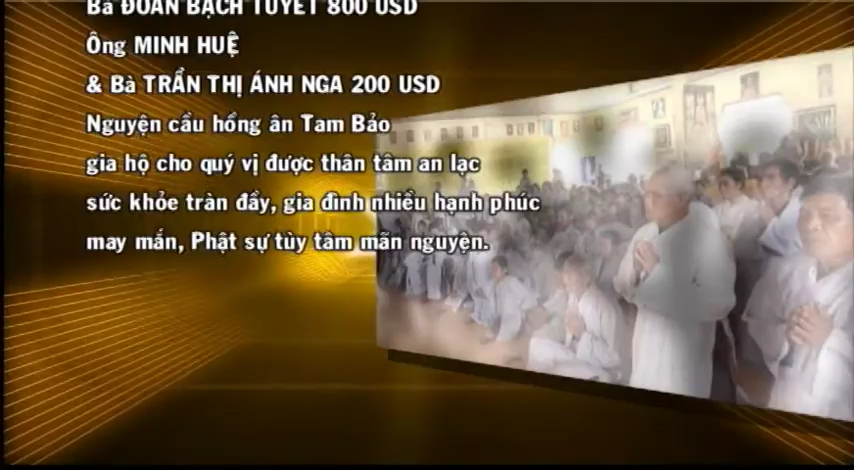 Bà ĐOÀN BẠCH TUYẾT 800 USD
Ông MINH HUỆ
& Bà TRẦN THỊ ÁNH NGA 200 USD
Nguyện cầu hồng ân Tam Bảo
gia hộ cho quý vị được thân tâm an lạc
sức khỏe tràn đầy, gia đình nhiều hạnh phúc
may mắn, Phật sự tùy tâm mãn nguyện.